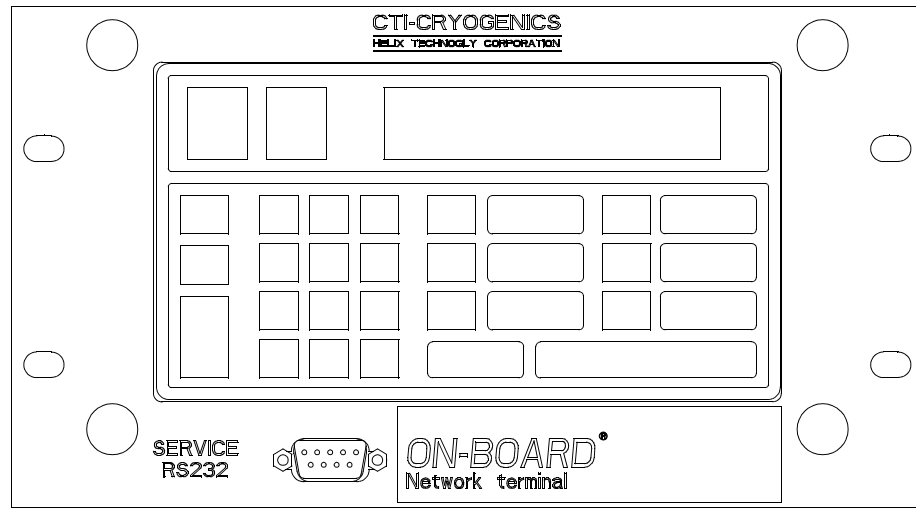 CTI-CRYOGENICS
HELIX TECHNOGLY CORPORATION
SERVICE
RS232
ON-BOARD®
Network terminal